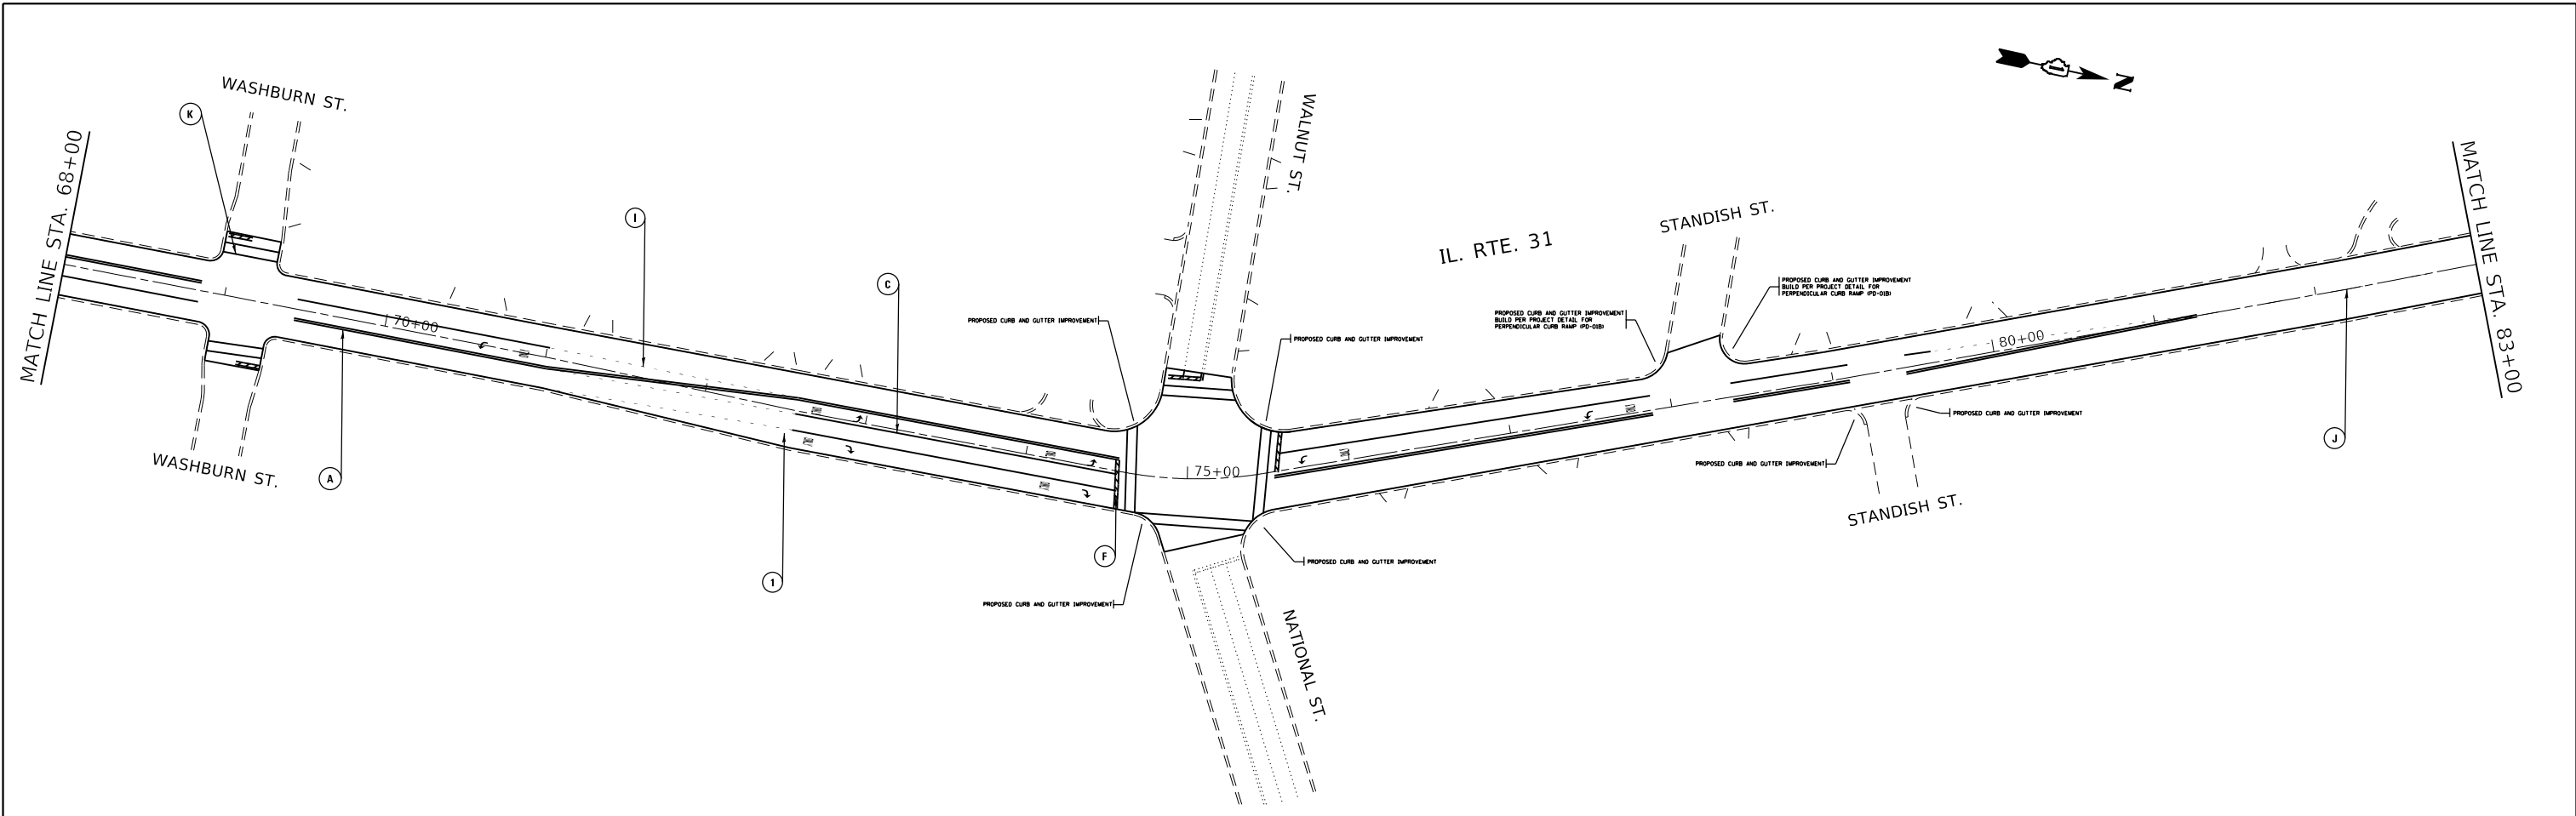 WASHBURN ST.
K
MATCH LINE STA. 68+00
I
C
WALNUT ST.
IL. RTE. 31
STANDISH ST.
N
MATCH LINE STA. 83+00
70+00
PROPOSED CURB AND GUTTER IMPROVEMENT
PROPOSED CURB AND GUTTER IMPROVEMENT
PROPOSED CURB AND GUTTER IMPROVEMENT
BUILD PER PROJECT DETAIL FOR
PERPENDICULAR CURB RAMP (PD-01B)
PROPOSED CURB AND GUTTER IMPROVEMENT
BUILD PER PROJECT DETAIL FOR
PERPENDICULAR CURB RAMP (PD-01B)
80+00
PROPOSED CURB AND GUTTER IMPROVEMENT
J
WASHBURN ST.
A
75+00
PROPOSED CURB AND GUTTER IMPROVEMENT
STANDISH ST.
1
F
PROPOSED CURB AND GUTTER IMPROVEMENT
PROPOSED CURB AND GUTTER IMPROVEMENT
NATIONAL ST.